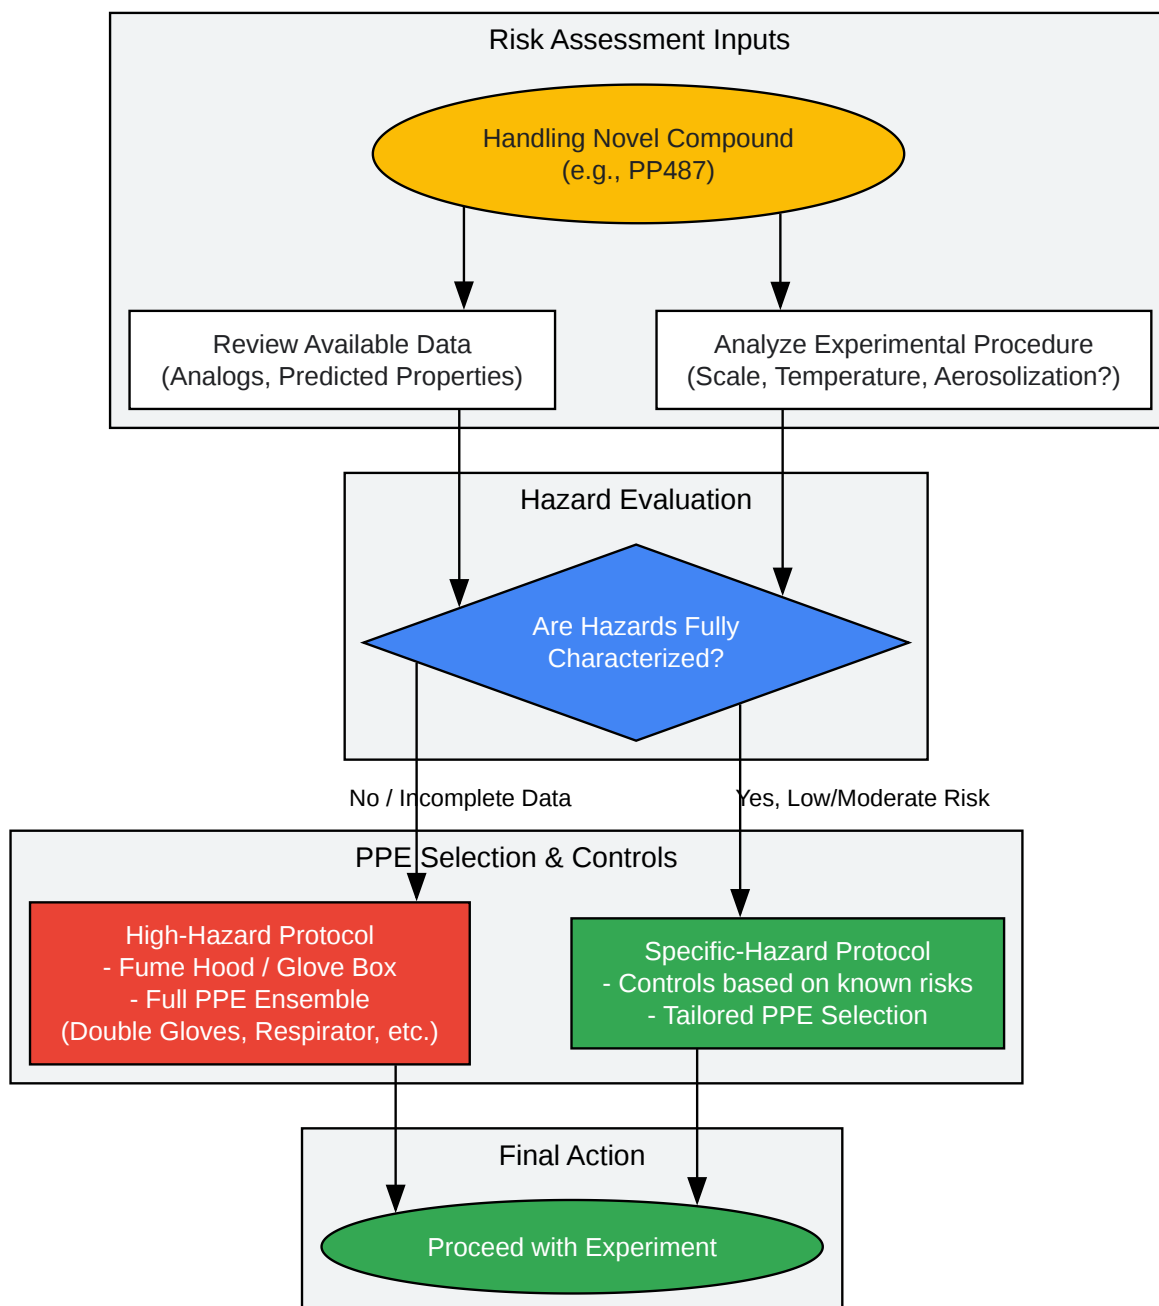 Risk Assessment Inputs
Handling Novel Compound
(e.g., PP487)
Review Available Data
(Analogs, Predicted Properties)
Analyze Experimental Procedure
(Scale, Temperature, Aerosolization?)
Hazard Evaluation
Are Hazards Fully
Characterized?
No / Incomplete Data
Yes, Low/Moderate Risk
PPE Selection & Controls
High-Hazard Protocol
- Fume Hood / Glove Box
- Full PPE Ensemble
(Double Gloves, Respirator, etc.)
Specific-Hazard Protocol
- Controls based on known risks
- Tailored PPE Selection
Final Action
Proceed with Experiment